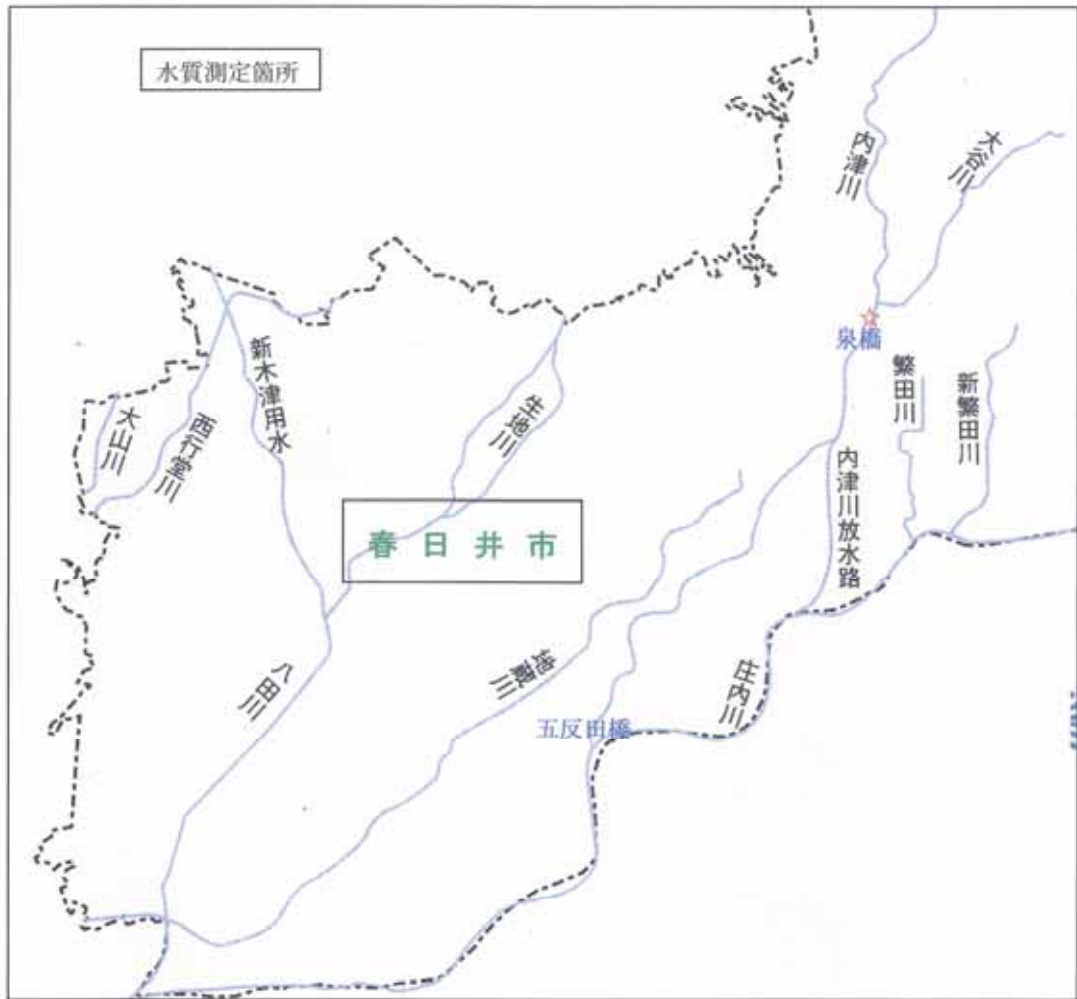 水質測定箇所
内津川
大谷川
泉橋
繁田川
新繁田川
新木津用水
生地川
大山川
西行堂川
内津川放水路
春日井市
地蔵川
八田川
庄内川
五反田橋